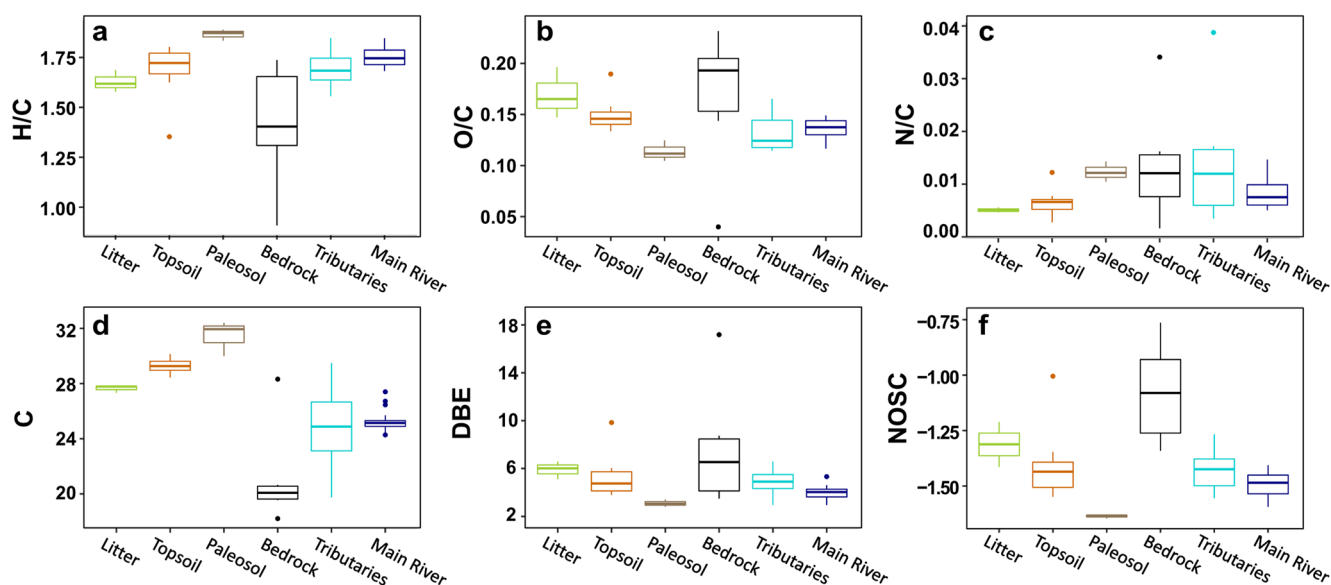 a
H/C
1.75
1.50
1.25
1.00
Litter
Topsoil
Paleosol
Bedrock
Tributaries
Main River
b
O/C
0.20
0.15
0.10
0.05
Litter
Topsoil
Paleosol
Bedrock
Tributaries
Main River
c
N/C
0.04
0.03
0.02
0.01
0.00
Litter
Topsoil
Paleosol
Bedrock
Tributaries
Main River
d
C
32
28
24
20
Litter
Topsoil
Paleosol
Bedrock
Tributaries
Main River
e
DBE
18
14
10
6
2
Litter
Topsoil
Paleosol
Bedrock
Tributaries
Main River
f
NOSC
−0.75
−1.00
−1.25
−1.50
Litter
Topsoil
Paleosol
Bedrock
Tributaries
Main River